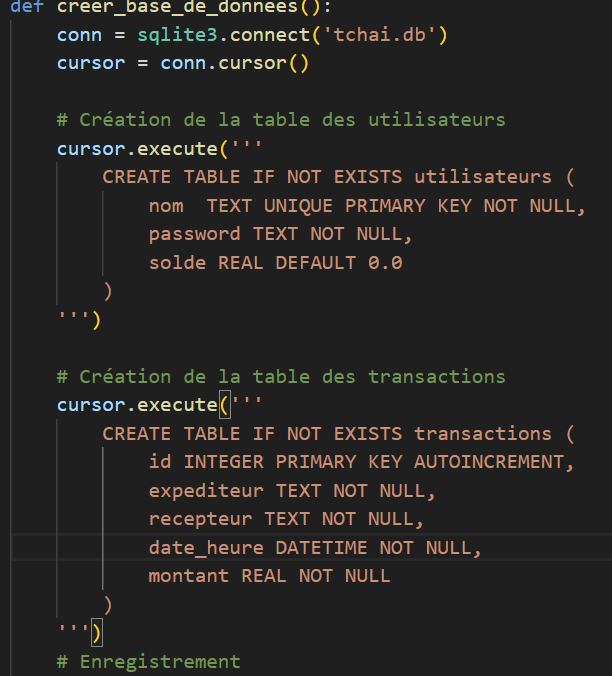 def creer_base_de_donnees():
conn = sqlite3.connect('tchai.db')
cursor = conn.cursor()
# Création de la table des utilisateurs
cursor.execute('''
CREATE TABLE IF NOT EXISTS utilisateurs (
nom  TEXT UNIQUE PRIMARY KEY NOT NULL,
password TEXT NOT NULL,
solde REAL DEFAULT 0.0
)
''')
# Création de la table des transactions
cursor.execute('''
CREATE TABLE IF NOT EXISTS transactions (
id INTEGER PRIMARY KEY AUTOINCREMENT,
expediteur TEXT NOT NULL,
recepteur TEXT NOT NULL,
date_heure DATETIME NOT NULL,
montant REAL NOT NULL
)
''')
# Enregistrement